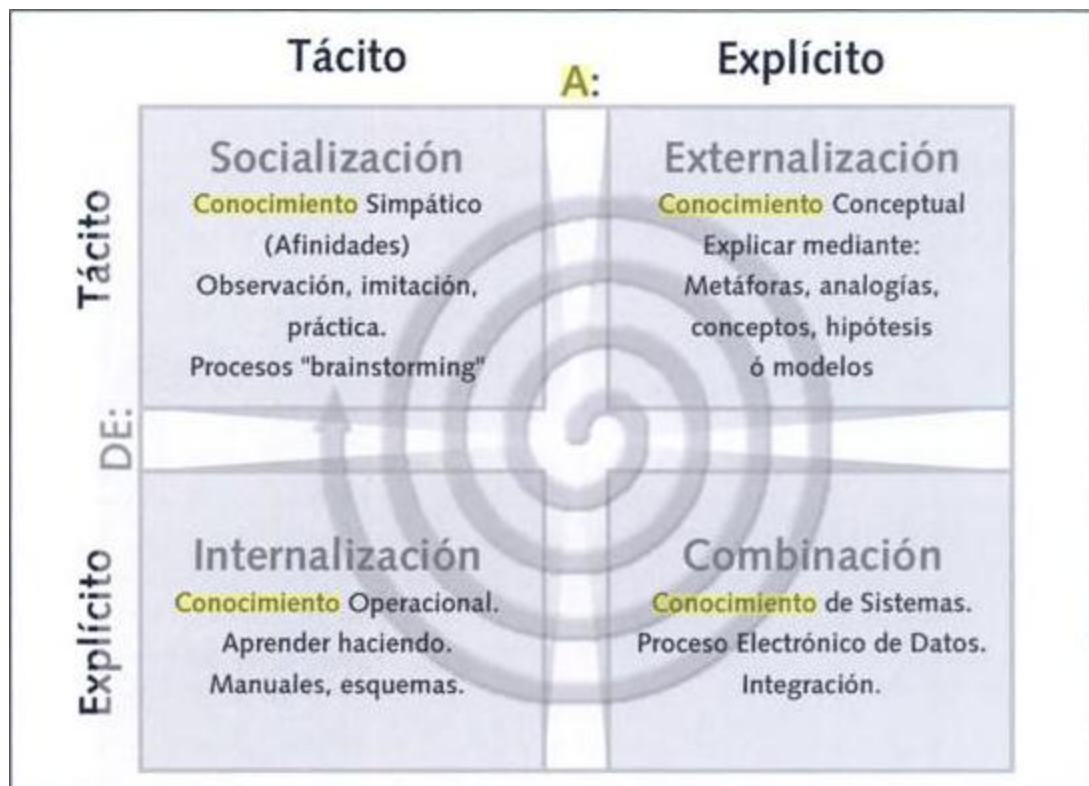 Tácito
A:
Explícito
Tácito
Socialización
Conocimiento Simpático
(Afinidades)
Observación, imitación,
práctica.
Procesos "brainstorming"
Externalización
Conocimiento Conceptual
Explicar mediante:
Metáforas, analogías,
conceptos, hipótesis
ó modelos
DE:
Explícito
Internalización
Conocimiento Operacional.
Aprender haciendo.
Manuales, esquemas.
Combinación
Conocimiento de Sistemas.
Proceso Electrónico de Datos.
Integración.